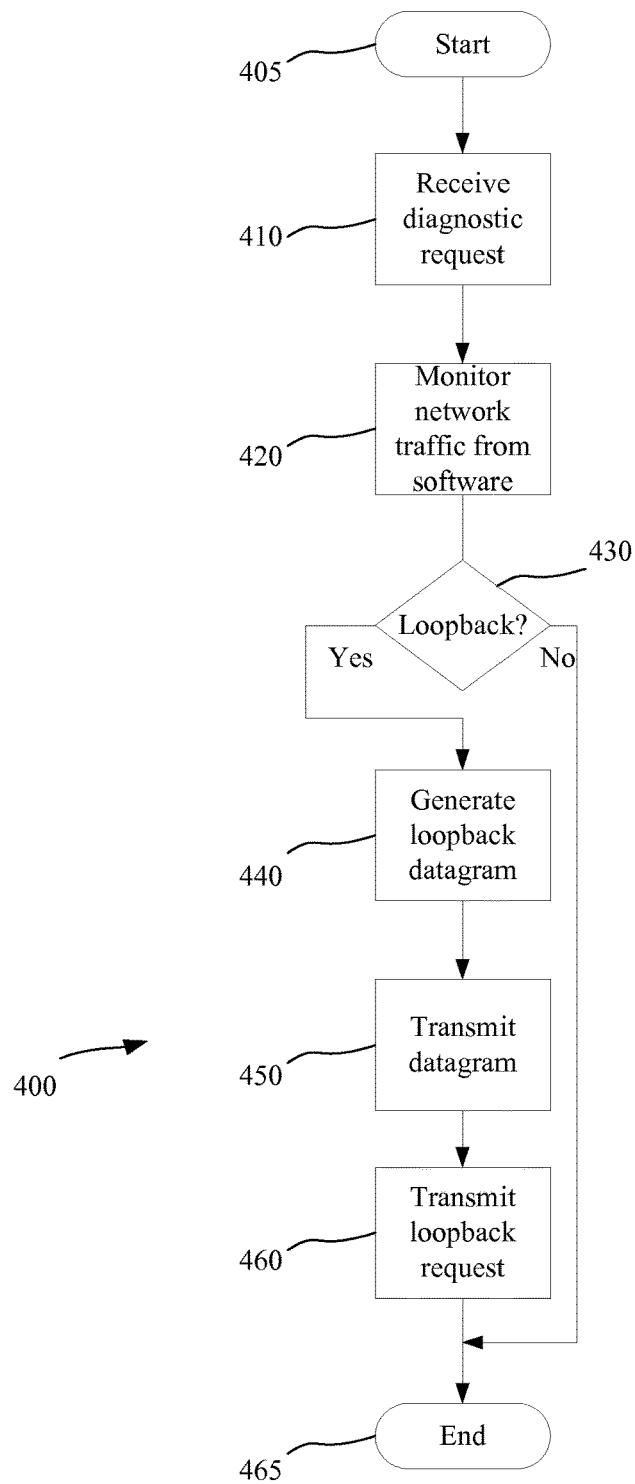 Start
405
Receive
diagnostic
request
410
Monitor
network
traffic from
software
420
430
Loopback?
Yes
No
Generate
loopback
datagram
440
Transmit
datagram
450
400
Transmit
loopback
request
460
End
465